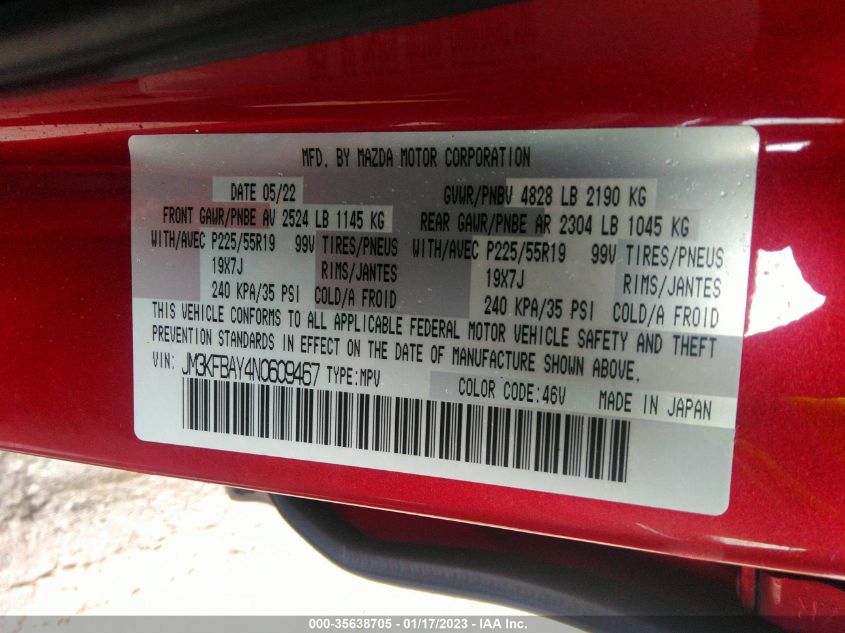 MFD. BY MAZDA MOTOR CORPORATION
DATE 05/22 GVWR/PNBV 4828 LB 2190 KG
FRONT GAWR/PNBE AV 2524 LB 1145 KG REAR GAWR/PNBE AR 2304 LB 1045 KG
WITH/AVEC P225/55R19 99V TIRES/PNEUS WITH/AVEC P225/55R19 99V TIRES/PNEUS
19X7J RIMS/JANTES 19X7J RIMS/JANTES
240 KPA/35 PSI COLD/A FROID 240 KPA/35 PSI COLD/A FROID
THIS VEHICLE CONFORMS TO ALL APPLICABLE FEDERAL MOTOR VEHICLE SAFETY AND THEFT
PREVENTION STANDARDS IN EFFECT ON THE DATE OF MANUFACTURE SHOWN ABOVE.
VIN: JM3KFBAY4N0609467 TYPE:MPV COLOR CODE:46V MADE IN JAPAN
000-35638705 - 01/17/2023 - IAA Inc.